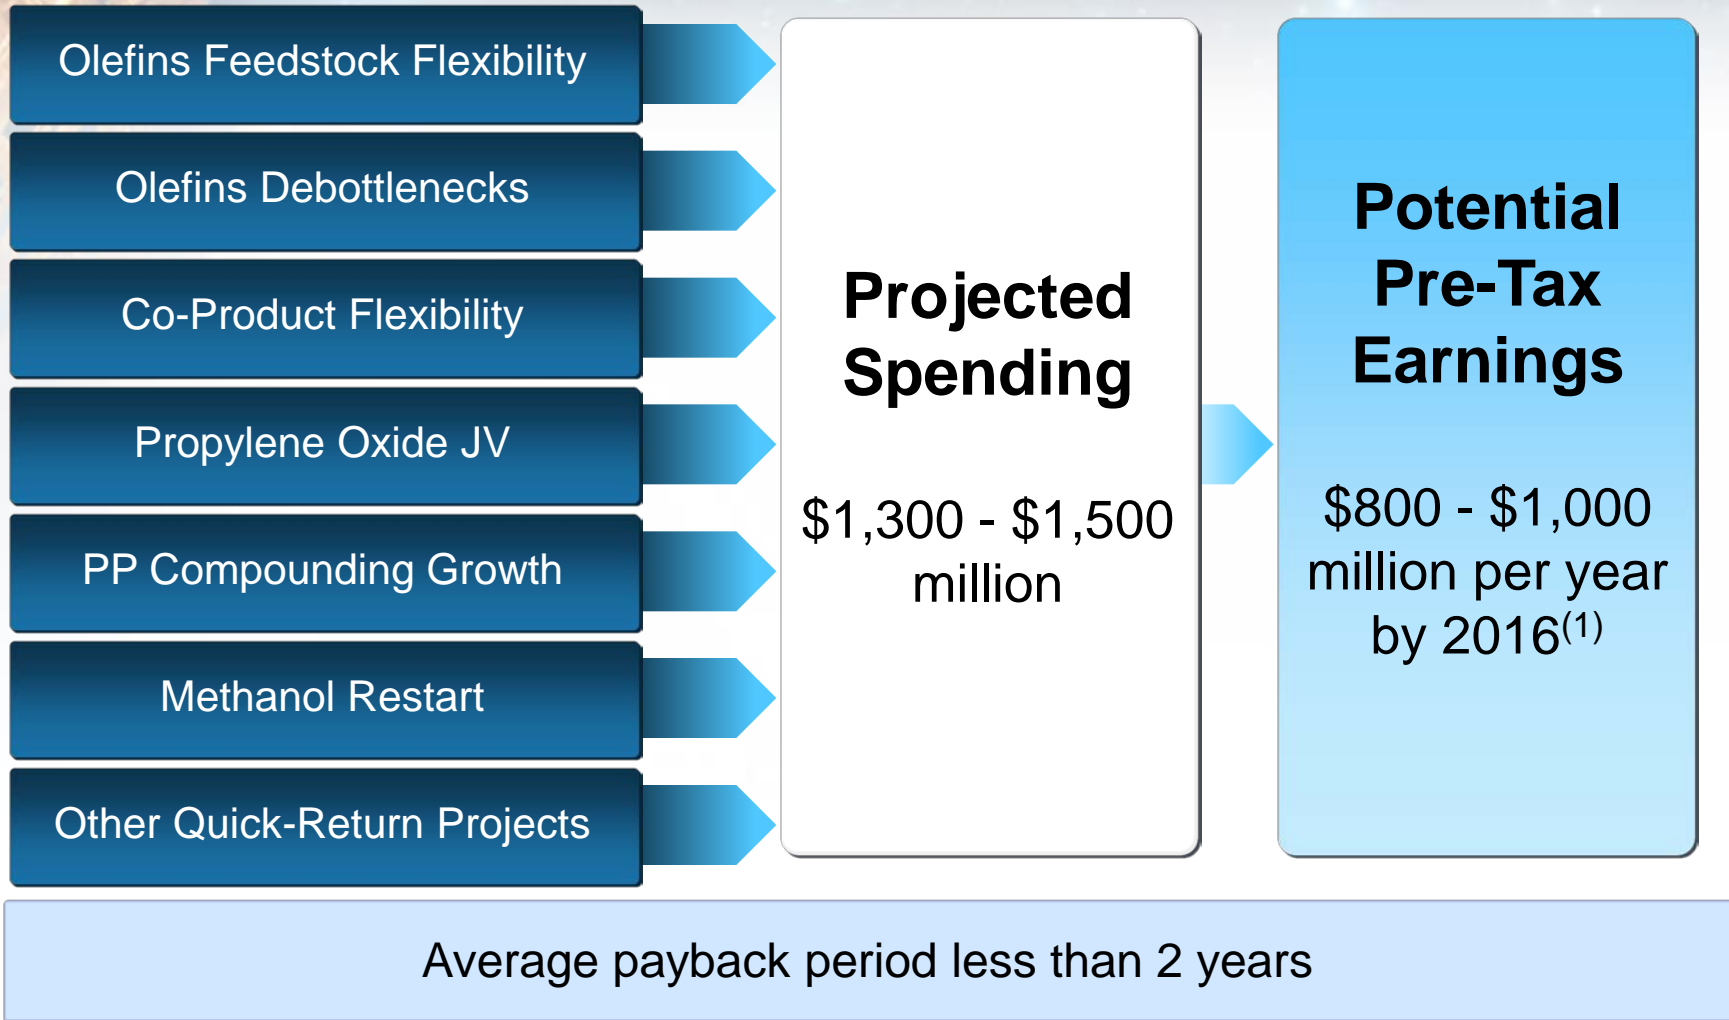 Olefins Feedstock Flexibility
Olefins Debottlenecks
Co-Product Flexibility
Propylene Oxide JV
PP Compounding Growth
Methanol Restart
Other Quick-Return Projects
Projected
Spending
$1,300 - $1,500
million
Potential
Pre-Tax
Earnings
$800 - $1,000
million per year
by 2016(1)
Average payback period less than 2 years